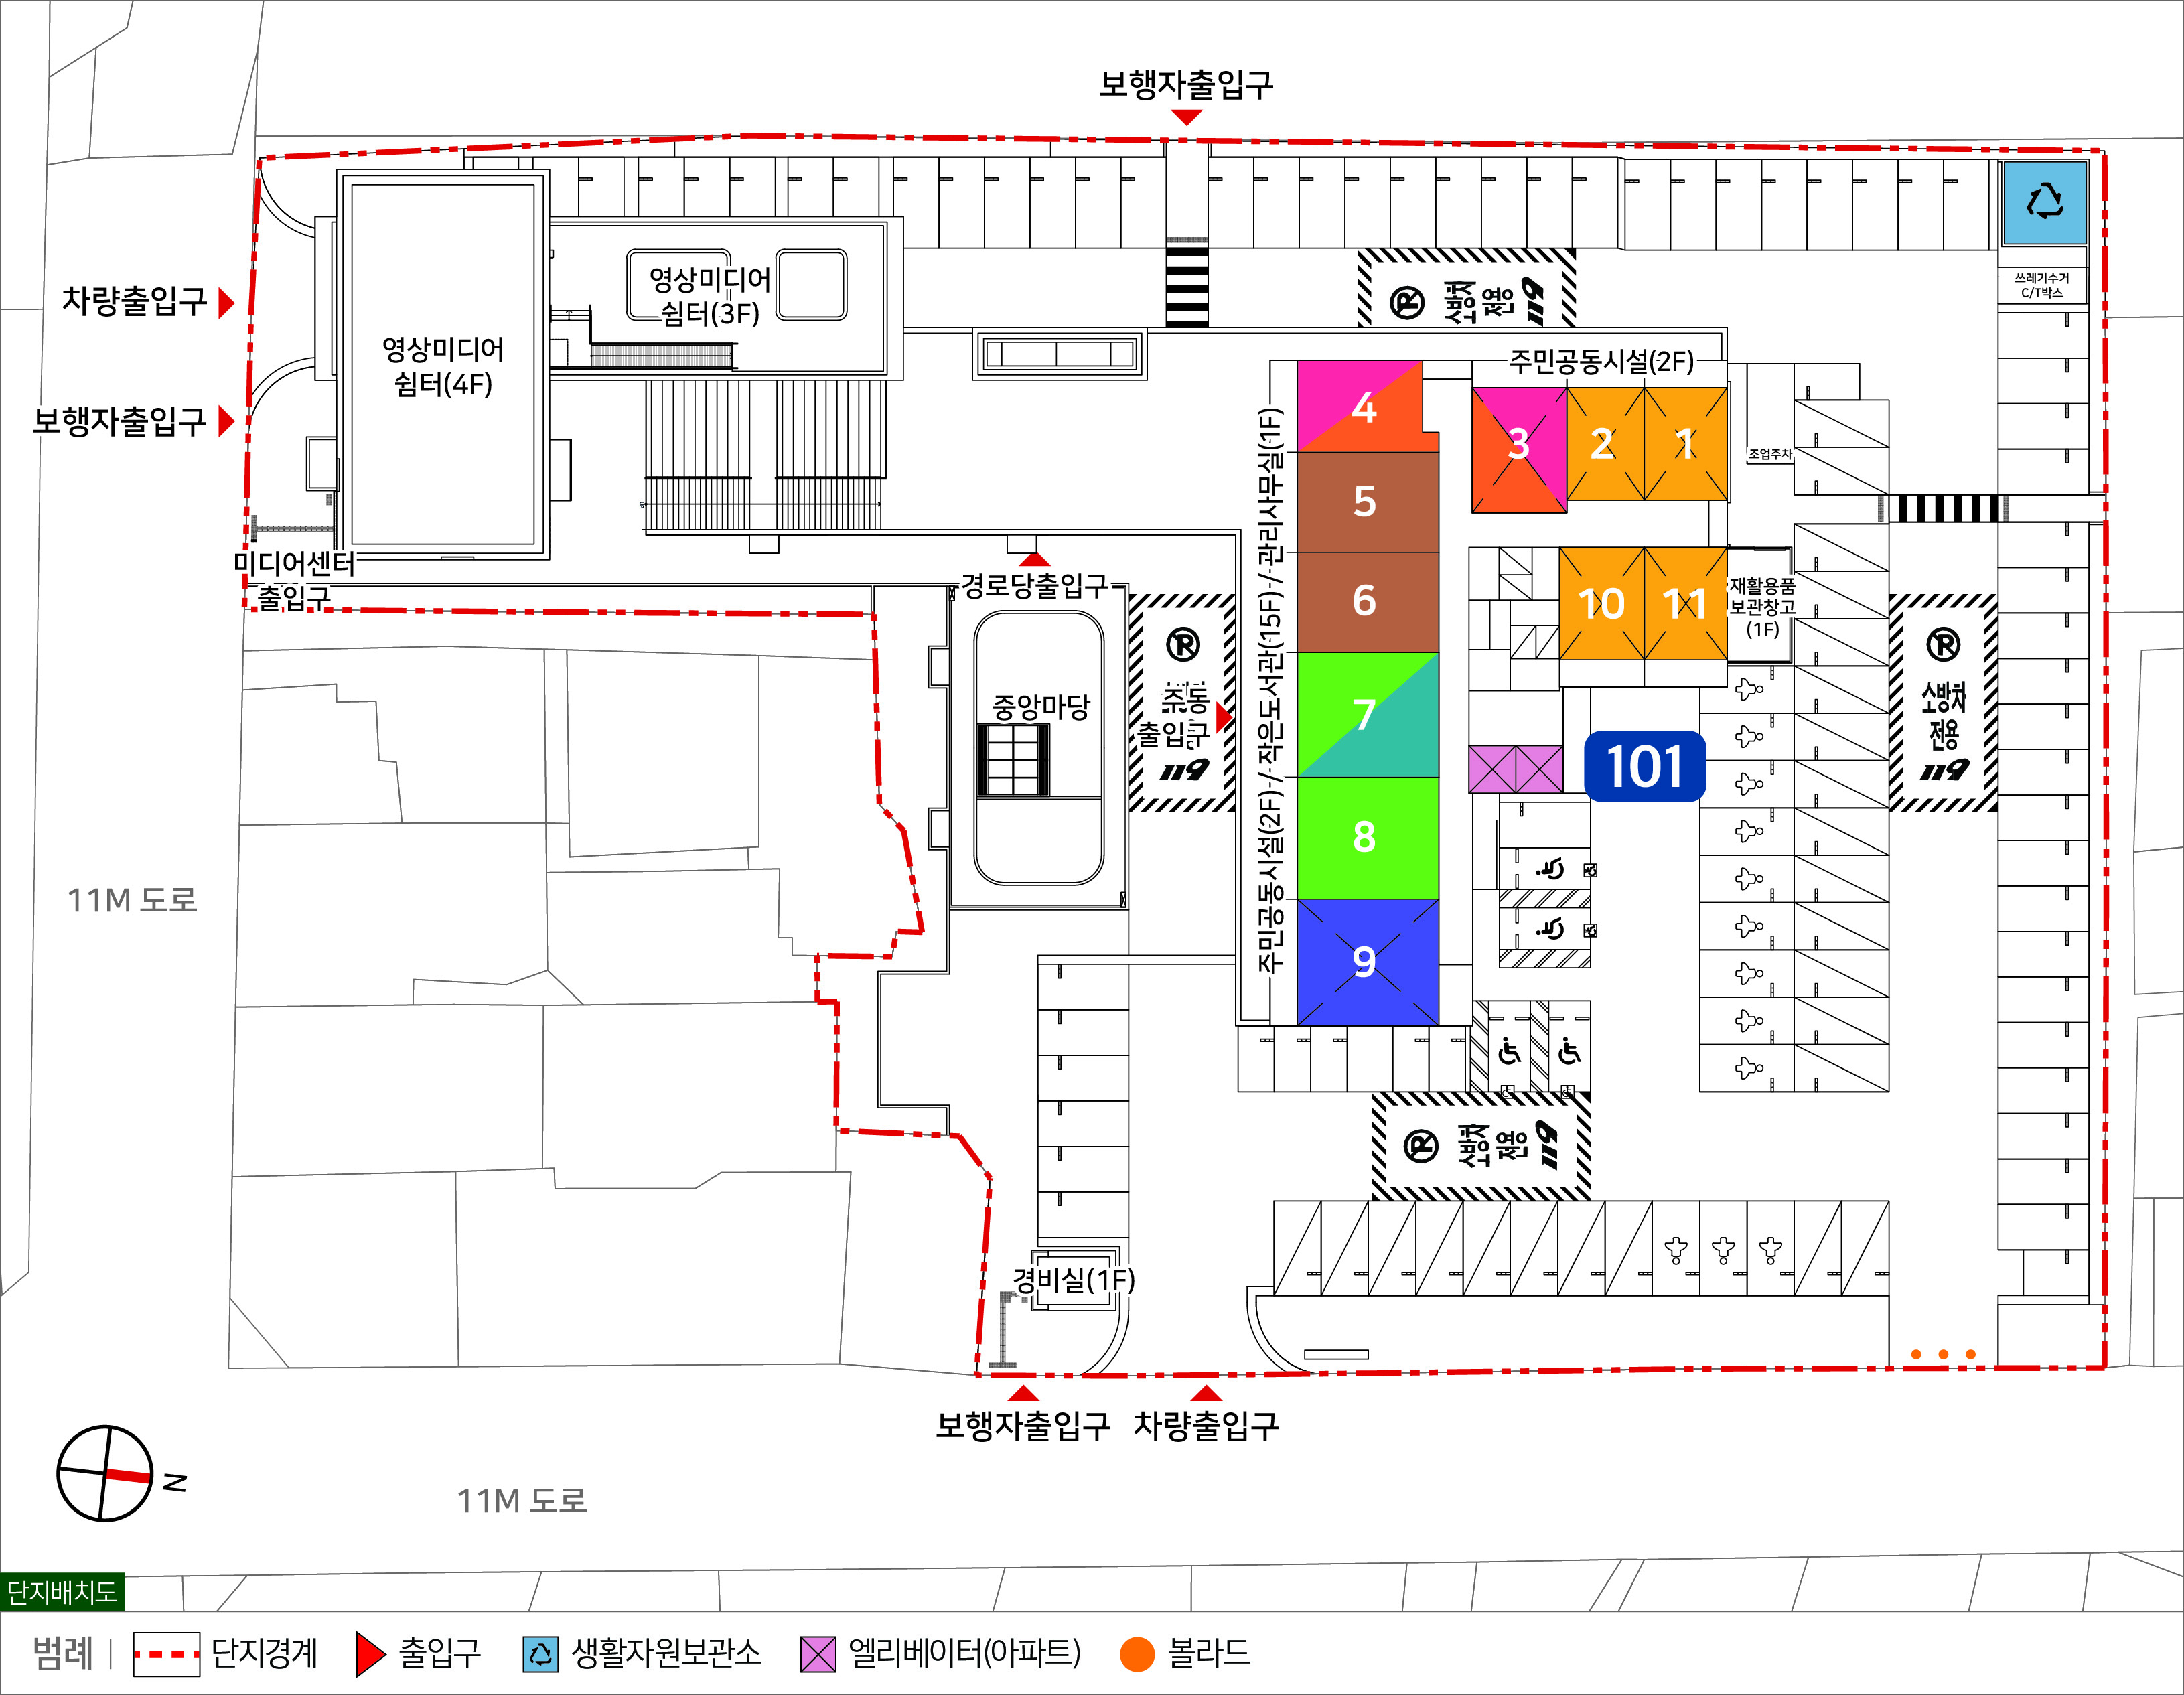 보행자출입구
차량출입구
보행자출입구
영상미디어
쉼터(4F)
영상미디어
쉼터(3F)
소방차
전용
119
쓰레기수거
C/T박스
주민공동시설(2F)
4
3
2
1
조업주차
5
주민공동시설(2F)/작은도서관(15F)/관리사무실(1F)
미디어센터
출입구
경로당출입구
6
10
11
재활용품
보관창고
(1F)
중앙마당
주동
출입구
119
7
101
소방차
전용
119
8
9
11M 도로
소방차
전용
119
경비실(1F)
보행자출입구
차량출입구
N
11M 도로
단지배치도
범례
단지경계
출입구
생활자원보관소
엘리베이터(아파트)
볼라드